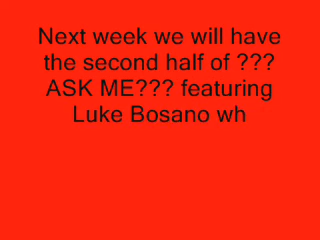 Next week we will have
the second half of ???
ASK ME??? featuring
Luke Bosano wh